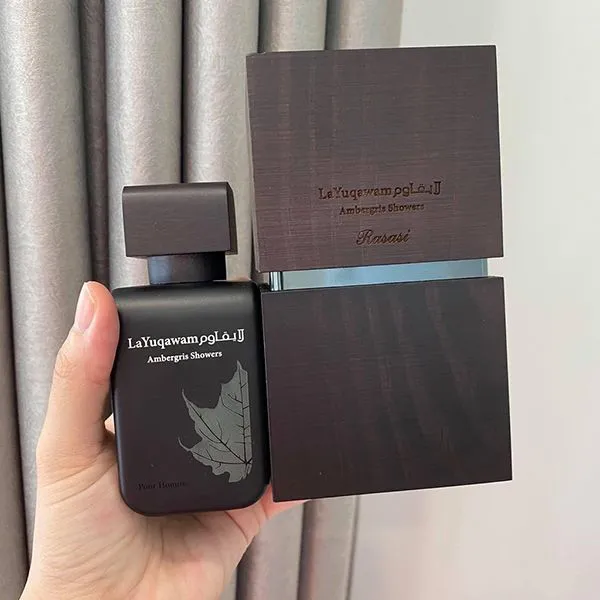 LaYuqawam لا يقاوم
Ambergris Showers
Rasasi
LaYuqawam لا يقاوم
Ambergris Showers
Pour Homme